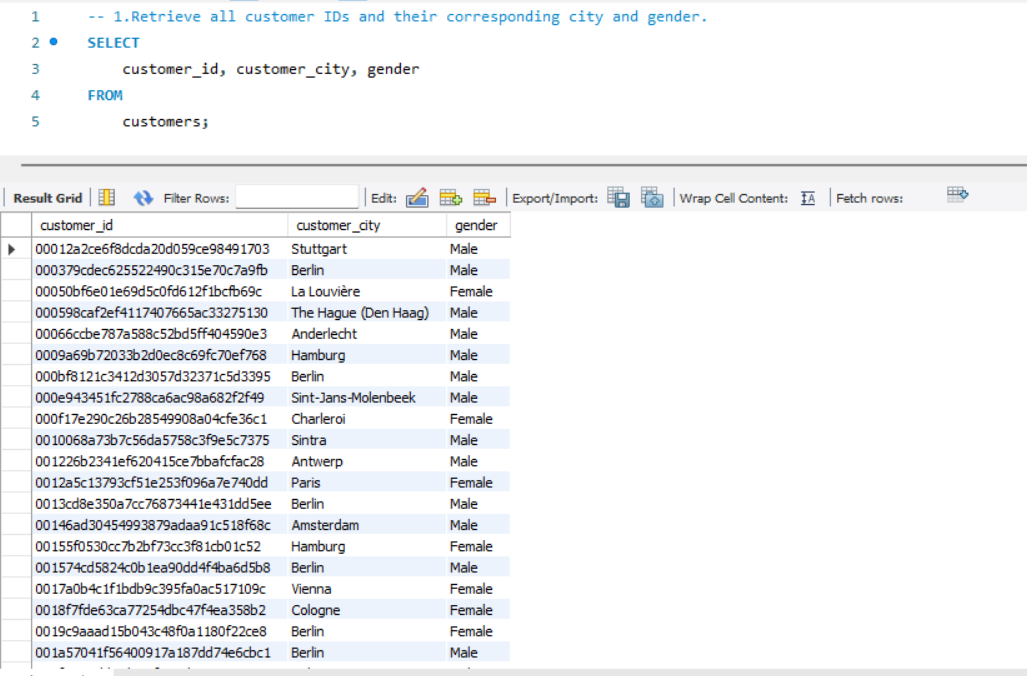 1 -- 1.Retrieve all customer IDs and their corresponding city and gender.
2 SELECT
3 customer_id, customer_city, gender
4 FROM
5 customers;
Result Grid Filter Rows: Edit: Export/Import: Wrap Cell Content: IA Fetch rows:
customer_id customer_city gender
00012a2ce6f8dcda20d059ce98491703 Stuttgart Male
000379cdec625522490c315e70c7a9fb Berlin Male
00050bf6e01e69d5c0fd612f1bcfb69c La Louvière Female
000598caf2ef4117407665ac33275130 The Hague (Den Haag) Male
00066ccbe787a588c52bd5ff404590e3 Anderlecht Male
0009a69b72033b2d0ec8c69fc70ef768 Hamburg Male
000bf8121c3412d3057d32371c5d3395 Berlin Male
000e943451fc2788ca6ac98a682f2f49 Sint-Jans-Molenbeek Male
000f17e290c26b28549908a04cfe36c1 Charleroi Female
0010068a73b7c56da5758c3f9e5c7375 Sintra Male
001226b2341ef620415ce7bbafcfac28 Antwerp Male
0012a5c13793cf51e253f096a7e740dd Paris Female
0013cd8e350a7cc76873441e431dd5ee Berlin Male
00146ad30454993879adaa91c518f68c Amsterdam Male
00155f0530cc7b2bf73cc3f81cb01c52 Hamburg Female
001574cd5824c0b1ea90dd4f4ba6d5b8 Berlin Male
0017a0b4c1f1bdb9c395fa0ac517109c Vienna Female
0018f7fde63ca77254dbc47f4ea358b2 Cologne Female
0019c9aaad15b043c48f0a1180f22ce8 Berlin Female
001a57041f56400917a187dd74e6cbc1 Berlin Male